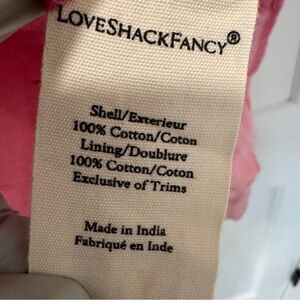 LOVESHACKFANCY®
Shell/Exterieur
100% Cotton/Coton
Lining/Doublure
100% Cotton/Coton
Exclusive of Trims
Made in India
Fabriqué en Inde